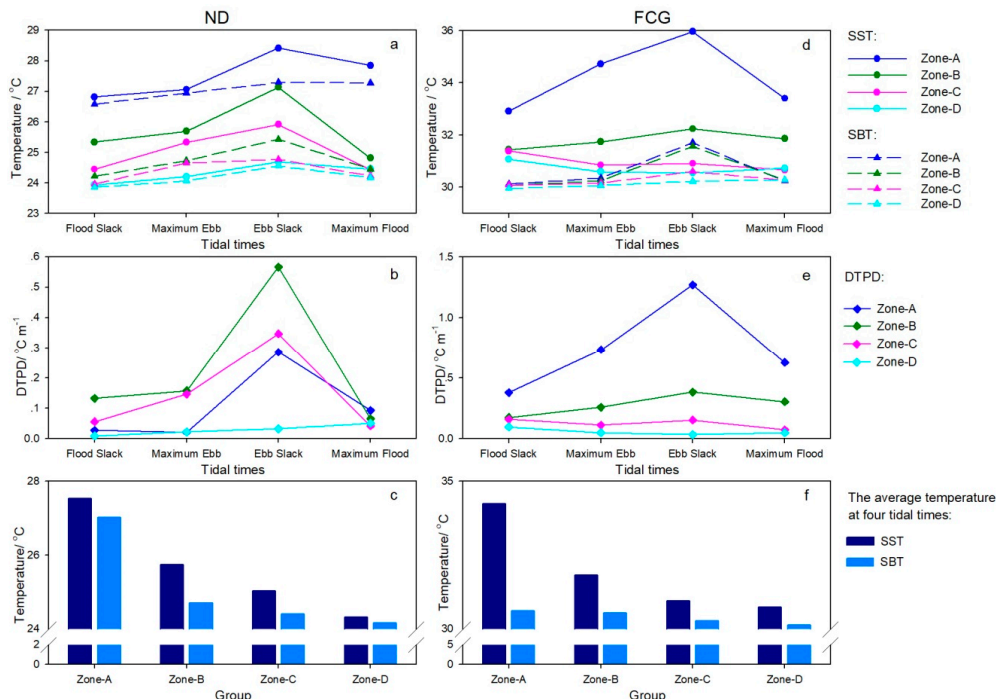 ND
FCG
29
28
27
26
25
24
23
Temperature / °C
a
Flood Slack Maximum Ebb Ebb Slack Maximum Flood
Tidal times
36
34
32
30
Temperature / °C
d
Flood Slack Maximum Ebb Ebb Slack Maximum Flood
Tidal times
SST:
Zone-A
Zone-B
Zone-C
Zone-D
SBT:
Zone-A
Zone-B
Zone-C
Zone-D
.6
.5
.4
.3
.2
.1
0.0
DTPD/ °C m-1
b
Flood Slack Maximum Ebb Ebb Slack Maximum Flood
Tidal times
1.5
1.0
0.5
0.0
DTPD/ °C m-1
e
Flood Slack Maximum Ebb Ebb Slack Maximum Flood
Tidal times
DTPD:
Zone-A
Zone-B
Zone-C
Zone-D
28
26
24
2
0
Temperature/ °C
c
Zone-A Zone-B Zone-C Zone-D
Group
35
30
5
0
Temperature/ °C
f
Zone-A Zone-B Zone-C Zone-D
Group
The average temperature
at four tidal times:
SST
SBT